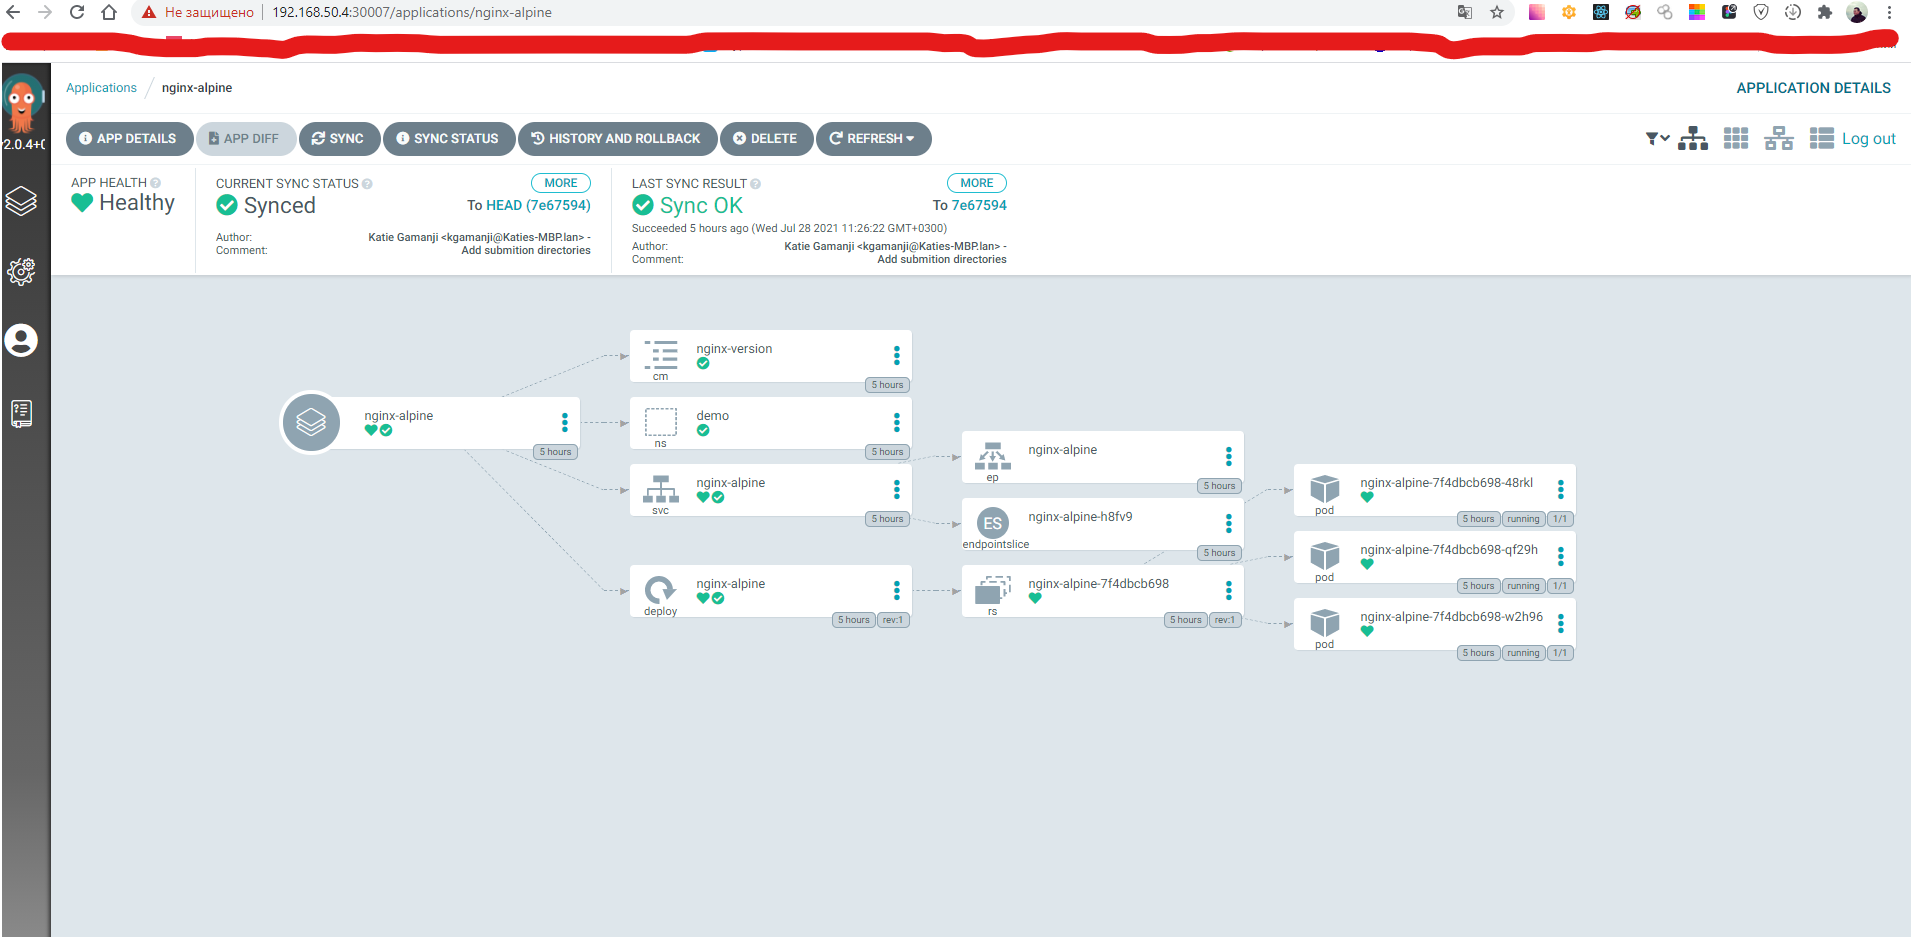 Не защищено 192.168.50.4:30007/applications/nginx-alpine
Applications nginx-alpine APPLICATION DETAILS
v2.0.4+0
APP DETAILS APP DIFF SYNC SYNC STATUS HISTORY AND ROLLBACK DELETE REFRESH Log out
APP HEALTH
Healthy
CURRENT SYNC STATUS MORE
Synced To HEAD (7e67594)
Author: Katie Gamanji <kgamanji@Katies-MBP.lan> -
Comment: Add submition directories
LAST SYNC RESULT MORE
Sync OK To 7e67594
Succeeded 5 hours ago (Wed Jul 28 2021 11:26:22 GMT+0300)
Author: Katie Gamanji <kgamanji@Katies-MBP.lan> -
Comment: Add submition directories
nginx-alpine
5 hours
nginx-version
cm
5 hours
demo
ns
5 hours
nginx-alpine
svc
5 hours
nginx-alpine
deploy
5 hours rev:1
nginx-alpine
ep
5 hours
ES nginx-alpine-h8fv9
endpointslice
5 hours
nginx-alpine-7f4dbcb698
rs
5 hours rev:1
nginx-alpine-7f4dbcb698-48rkl
pod
5 hours running 1/1
nginx-alpine-7f4dbcb698-qf29h
pod
5 hours running 1/1
nginx-alpine-7f4dbcb698-w2h96
pod
5 hours running 1/1